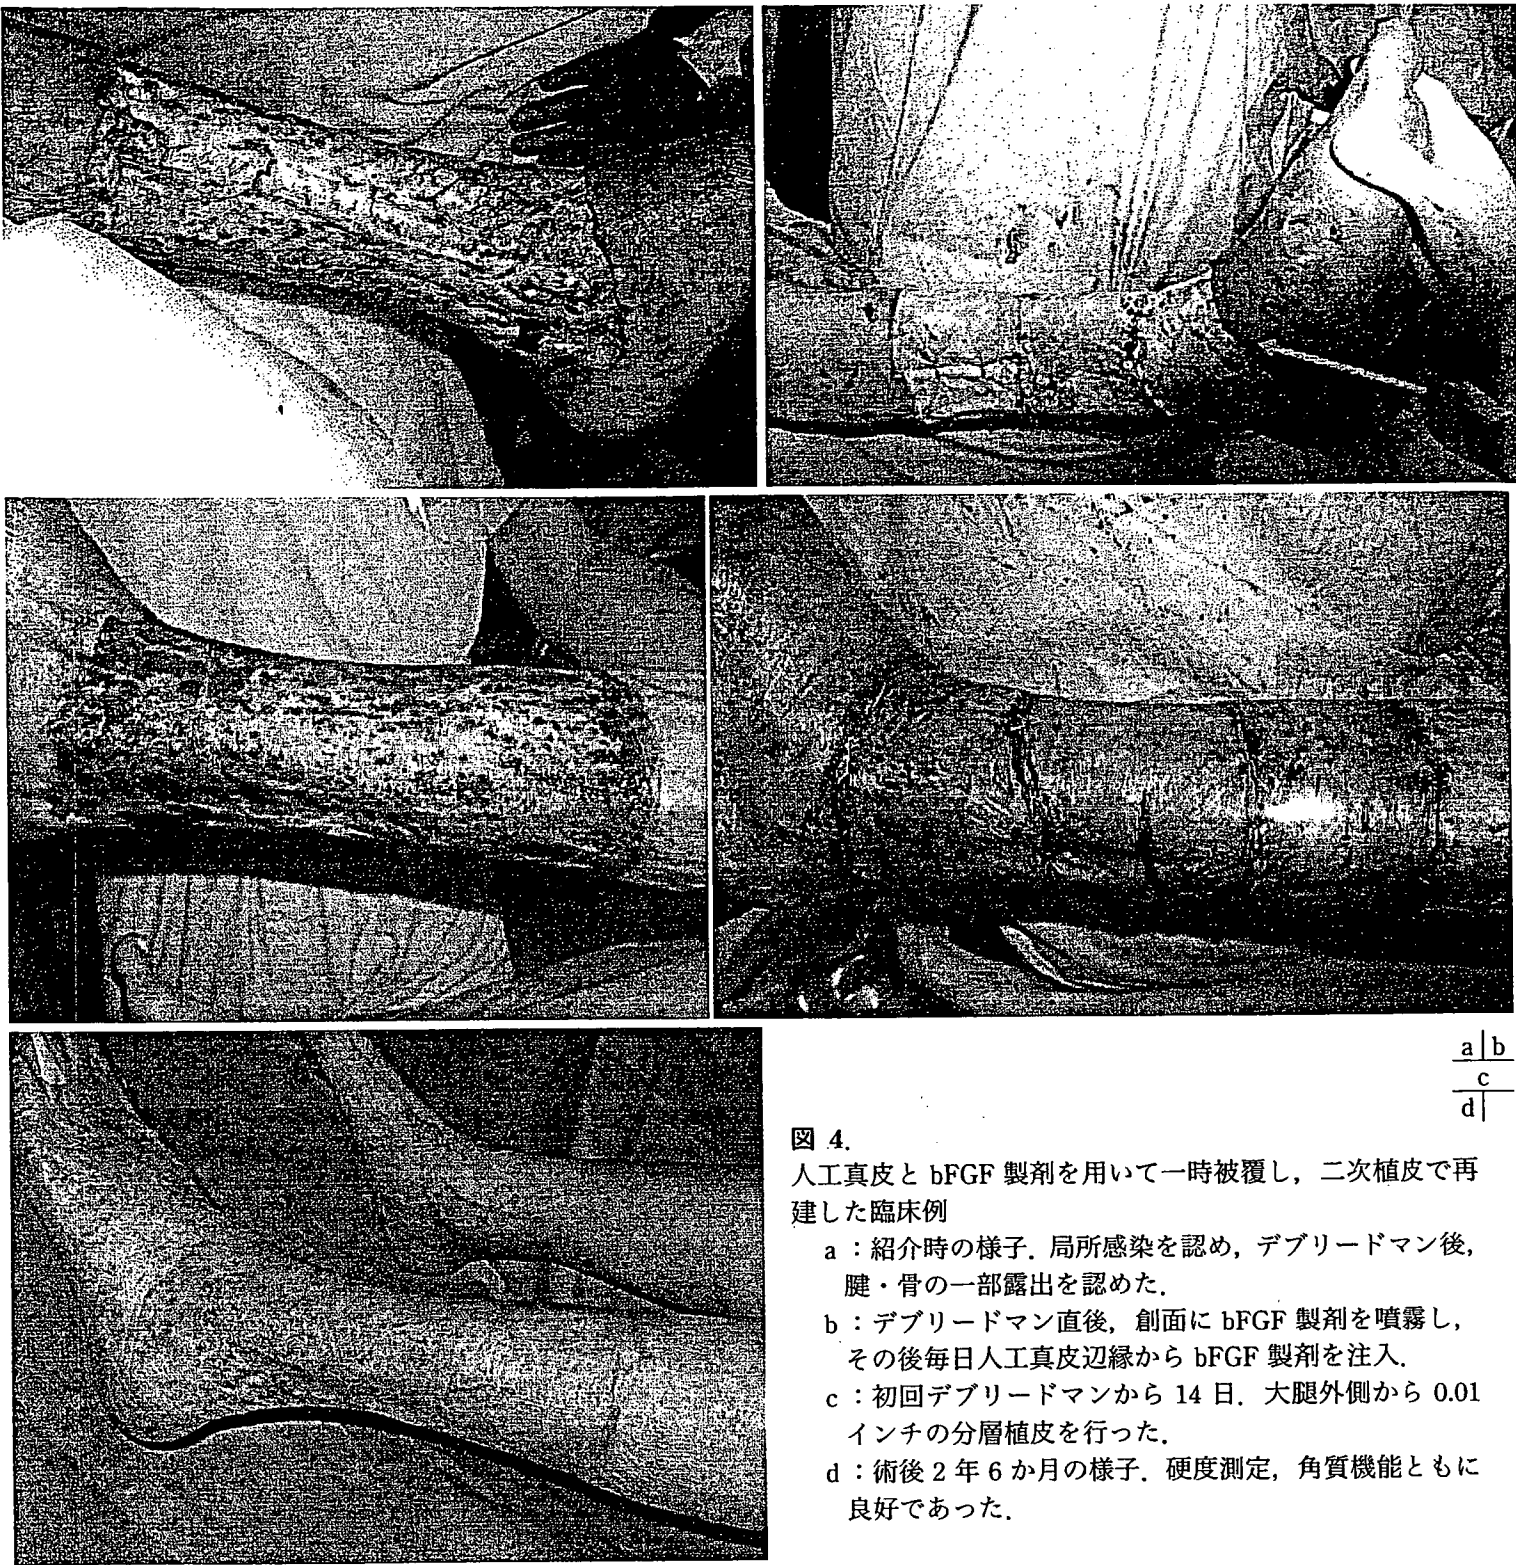 a b
c
d
図 4.
人工真皮と bFGF 製剤を用いて一時被覆し，二次植皮で再
建した臨床例
a ：紹介時の様子．局所感染を認め，デブリードマン後，
腱・骨の一部露出を認めた．
b ：デブリードマン直後，創面に bFGF 製剤を噴霧し，
その後毎日人工真皮辺縁から bFGF 製剤を注入．
c ：初回デブリードマンから 14 日．大腿外側から 0.01
インチの分層植皮を行った．
d ：術後 2 年 6 か月の様子．硬度測定，角質機能ともに
良好であった．